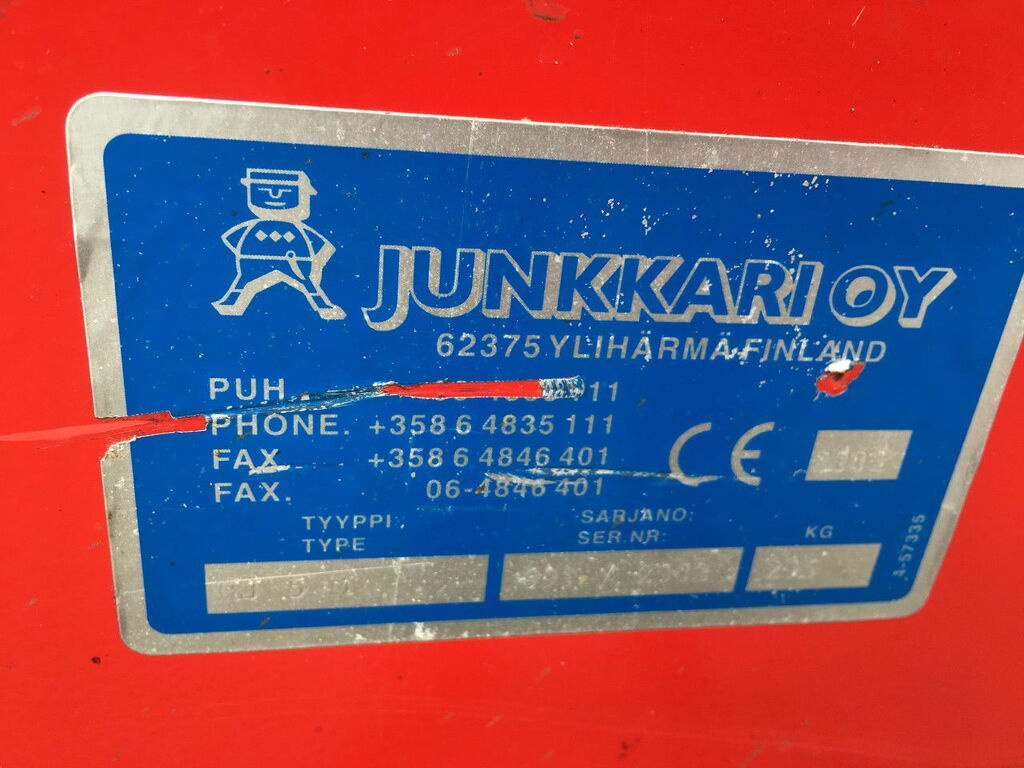 JUNKKARI OY
62375 YLIHÄRMÄ FINLAND
PUH.
PHONE. +358 6 4835 111
FAX +358 6 4846 401
FAX. 06-4846 401
CE
TYYPPI
TYPE
SARJANO:
SER.NR:
KG
4-57335